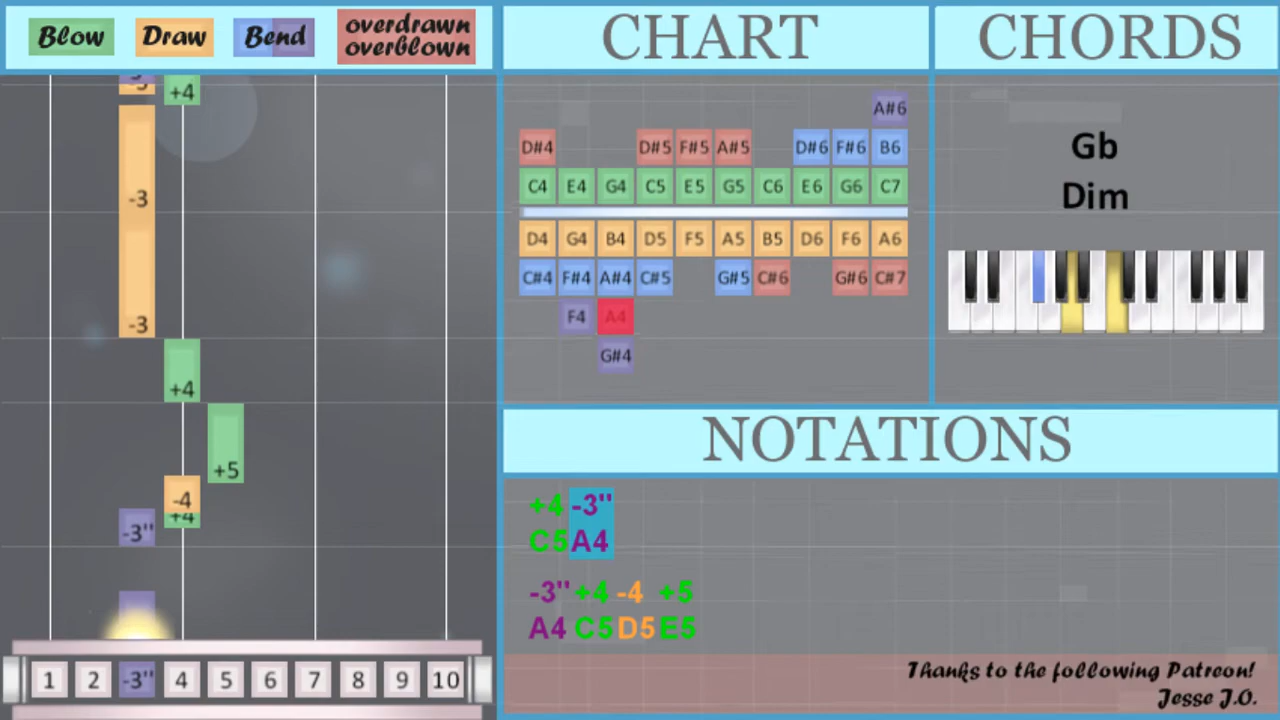 Blow Draw Bend overdrawn
overblown
CHART
CHORDS
-3 +4
-3
-3
+4
+5
-4
+4
-3"
1 2 -3" 4 5 6 7 8 9 10
A#6
D#4 D#5 F#5 A#5 D#6 F#6 B6
C4 E4 G4 C5 E5 G5 C6 E6 G6 C7
D4 G4 B4 D5 F5 A5 B5 D6 F6 A6
C#4 F#4 A#4 C#5 G#5 C#6 G#6 C#7
F4 A4
G#4
Gb
Dim
NOTATIONS
+4 -3"
C5 A4
-3" +4 -4 +5
A4 C5 D5 E5
Thanks to the following Patreon!
Jesse J.O.